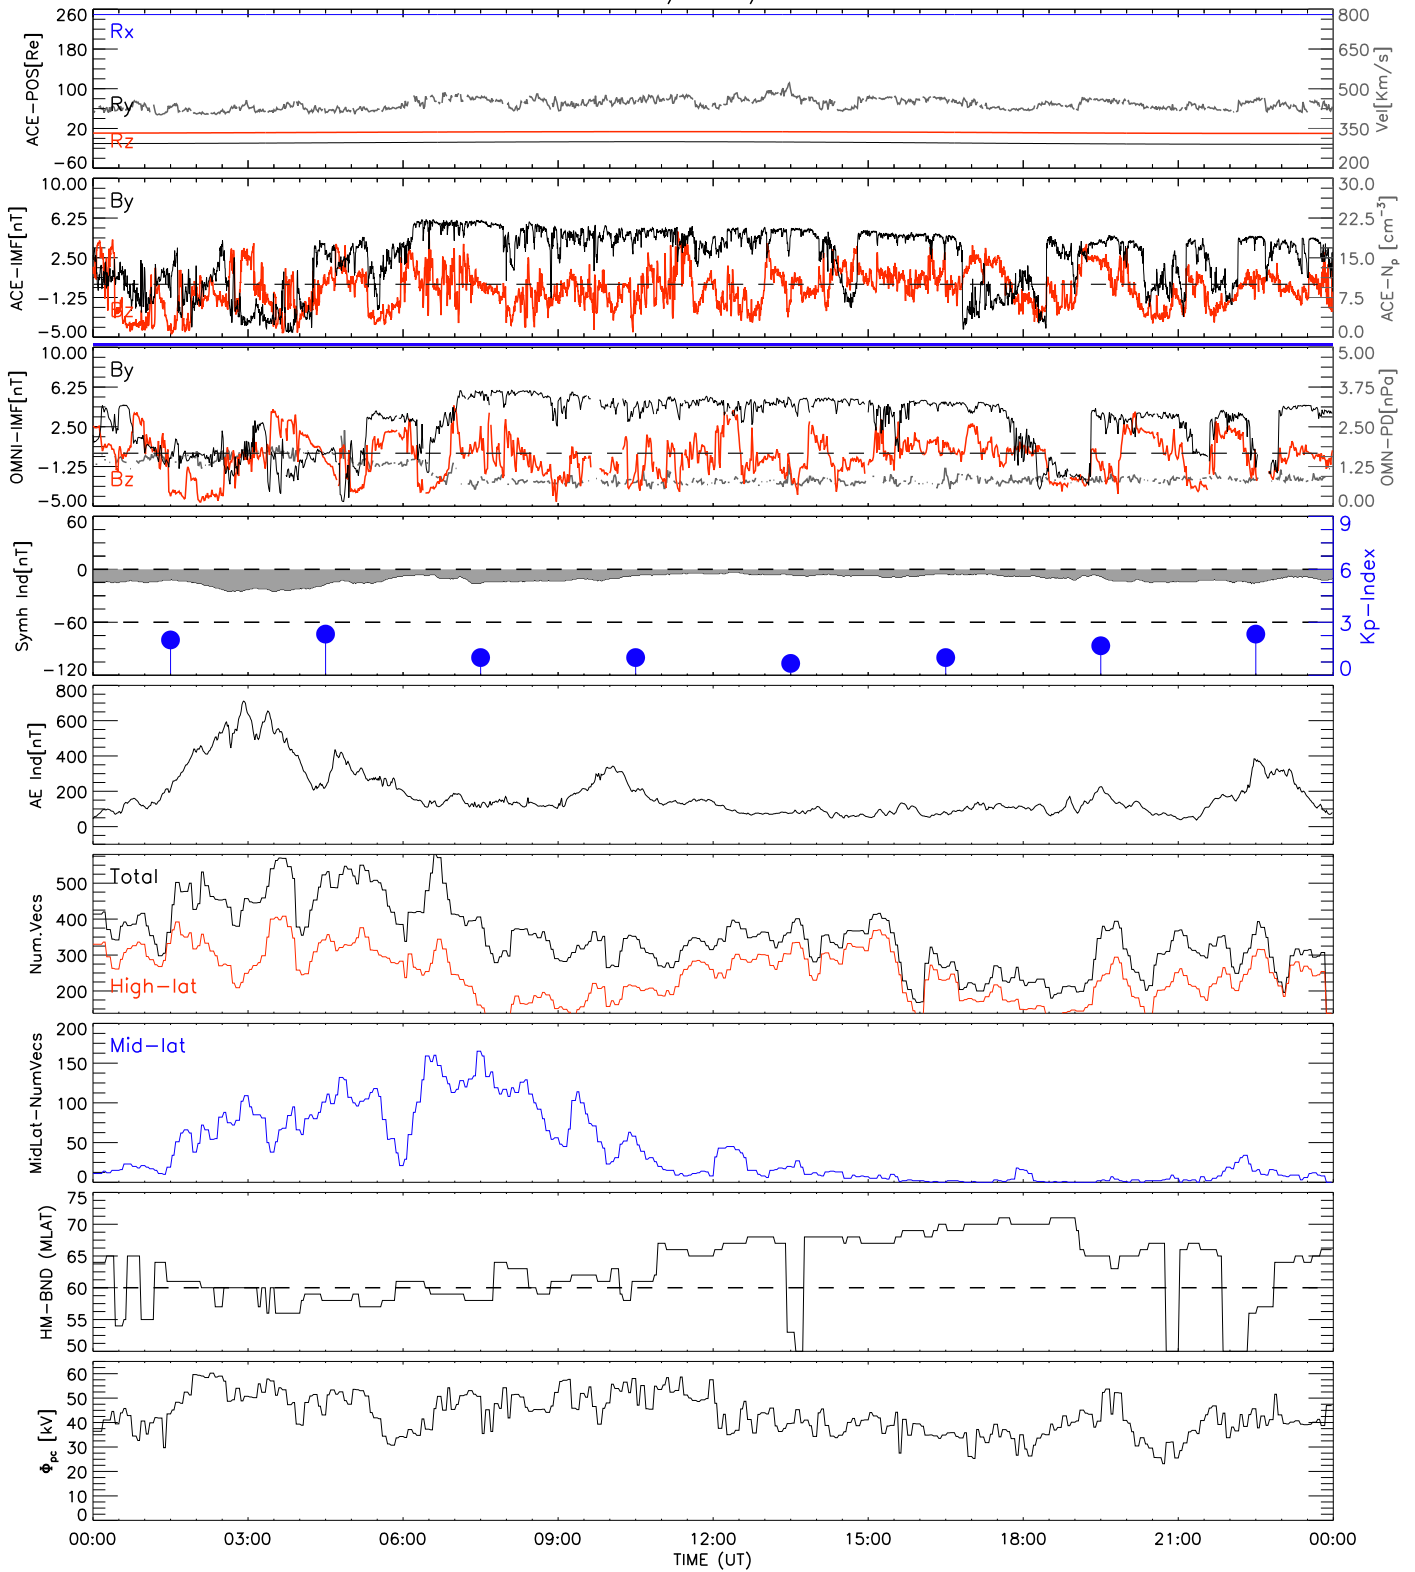 260
180
100
20
−60
ACE−POS[Re]
Rx
Ry
Rz
800
650
500
350
200
Vel[Km/s]
10.00
6.25
2.50
−1.25
−5.00
ACE−IMF[nT]
By
Bz
30.0
22.5
15.0
7.5
0.0
ACE−Np [cm−3]
10.00
6.25
2.50
−1.25
−5.00
OMNI−IMF[nT]
By
Bz
5.00
3.75
2.50
1.25
0.00
OMN−PD[nPa]
60
0
−60
−120
Symh Ind[nT]
9
6
3
0
Kp−Index
800
600
400
200
0
AE Ind[nT]
500
400
300
200
Num.Vecs
Total
High−lat
200
150
100
50
0
MidLat−NumVecs
Mid−lat
75
70
65
60
55
50
HM−BND (MLAT)
60
50
40
30
20
10
0
Φpc [kV]
00:00 03:00 06:00 09:00 12:00 15:00 18:00 21:00 00:00
TIME (UT)